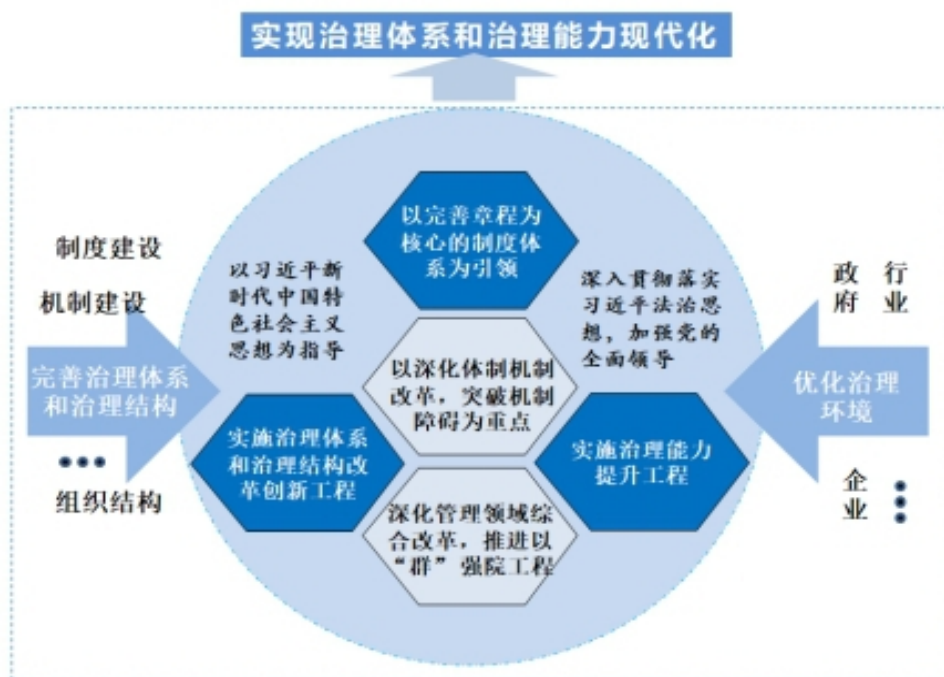 实现治理体系和治理能力现代化
以完善章程为
核心的制度体
系为引领
制度建设
机制建设
完善治理体系
和治理结构
•••
组织结构
以习近平新
时代中国特
色社会主义
思想为指导
深入贯彻落实
习近平法治思
想，加强党的
全面领导
以深化体制机制
改革，突破机制
障碍为重点
实施治理体系
和治理结构改
革创新工程
实施治理能力
提升工程
深化管理领域综
合改革，推进以
“群”强院工程
政府
行业
优化治理
环境
企业